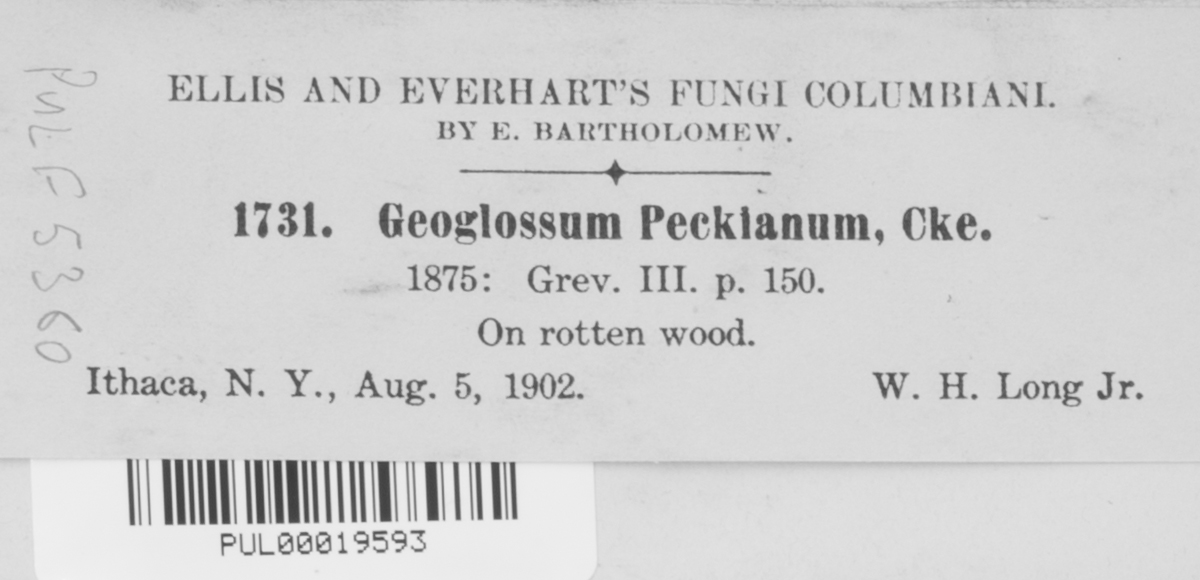 ELLIS AND EVERHART'S FUNGI COLUMBIANI.
BY E. BARTHOLOMEW.
1731. Geoglossum Peckianum, Cke.
1875: Grev. III. p. 150.
On rotten wood.
Ithaca, N. Y., Aug. 5, 1902. W. H. Long Jr.
PUL F5360
PUL00019593